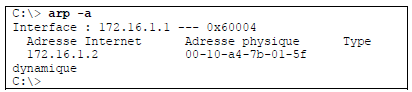 C:\> arp -a
Interface : 172.16.1.1 --- 0x60004
Adresse Internet Adresse physique Type
172.16.1.2 00-10-a4-7b-01-5f
dynamique
C:\>